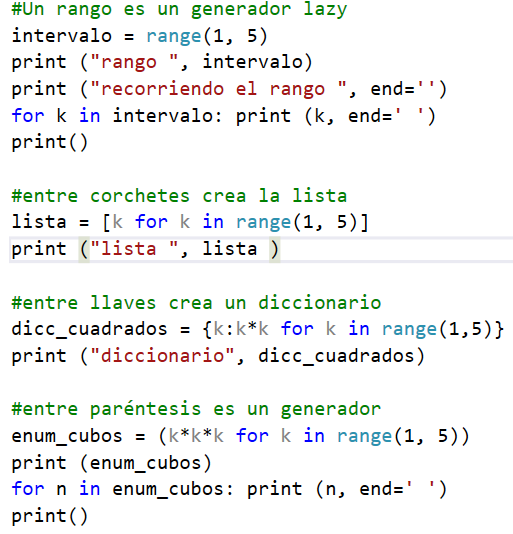 #Un rango es un generador lazy
intervalo = range(1, 5)
print ("rango ", intervalo)
print ("recorriendo el rango ", end='')
for k in intervalo: print (k, end=' ')
print()
#entre corchetes crea la lista
lista = [k for k in range(1, 5)]
print ("lista ", lista )
#entre llaves crea un diccionario
dicc_cuadrados = {k:k*k for k in range(1,5)}
print ("diccionario", dicc_cuadrados)
#entre paréntesis es un generador
enum_cubos = (k*k*k for k in range(1, 5))
print (enum_cubos)
for n in enum_cubos: print (n, end=' ')
print()